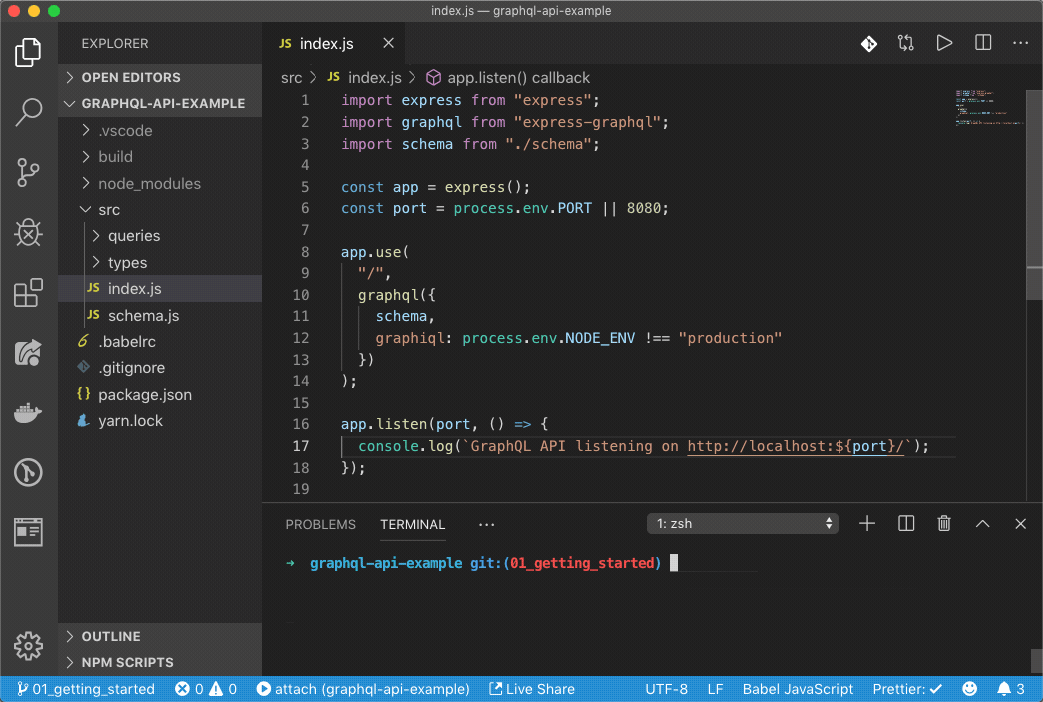 index.js — graphql-api-example
EXPLORER
OPEN EDITORS
GRAPHQL-API-EXAMPLE
.vscode
build
node_modules
src
queries
types
JS index.js
JS schema.js
.babelrc
.gitignore
{} package.json
yarn.lock
OUTLINE
NPM SCRIPTS
JS index.js
src > JS index.js > app.listen() callback
1 import express from "express";
2 import graphql from "express-graphql";
3 import schema from "./schema";
4
5 const app = express();
6 const port = process.env.PORT || 8080;
7
8 app.use(
9 "/",
10 graphql({
11 schema,
12 graphiql: process.env.NODE_ENV !== "production"
13 })
14 );
15
16 app.listen(port, () => {
17 console.log(`GraphQL API listening on http://localhost:${port}/`);
18 });
19
PROBLEMS TERMINAL ··· 1: zsh
→ graphql-api-example git:(01_getting_started)
01_getting_started 0 0 attach (graphql-api-example) Live Share UTF-8 LF Babel JavaScript Prettier: ✓ 3